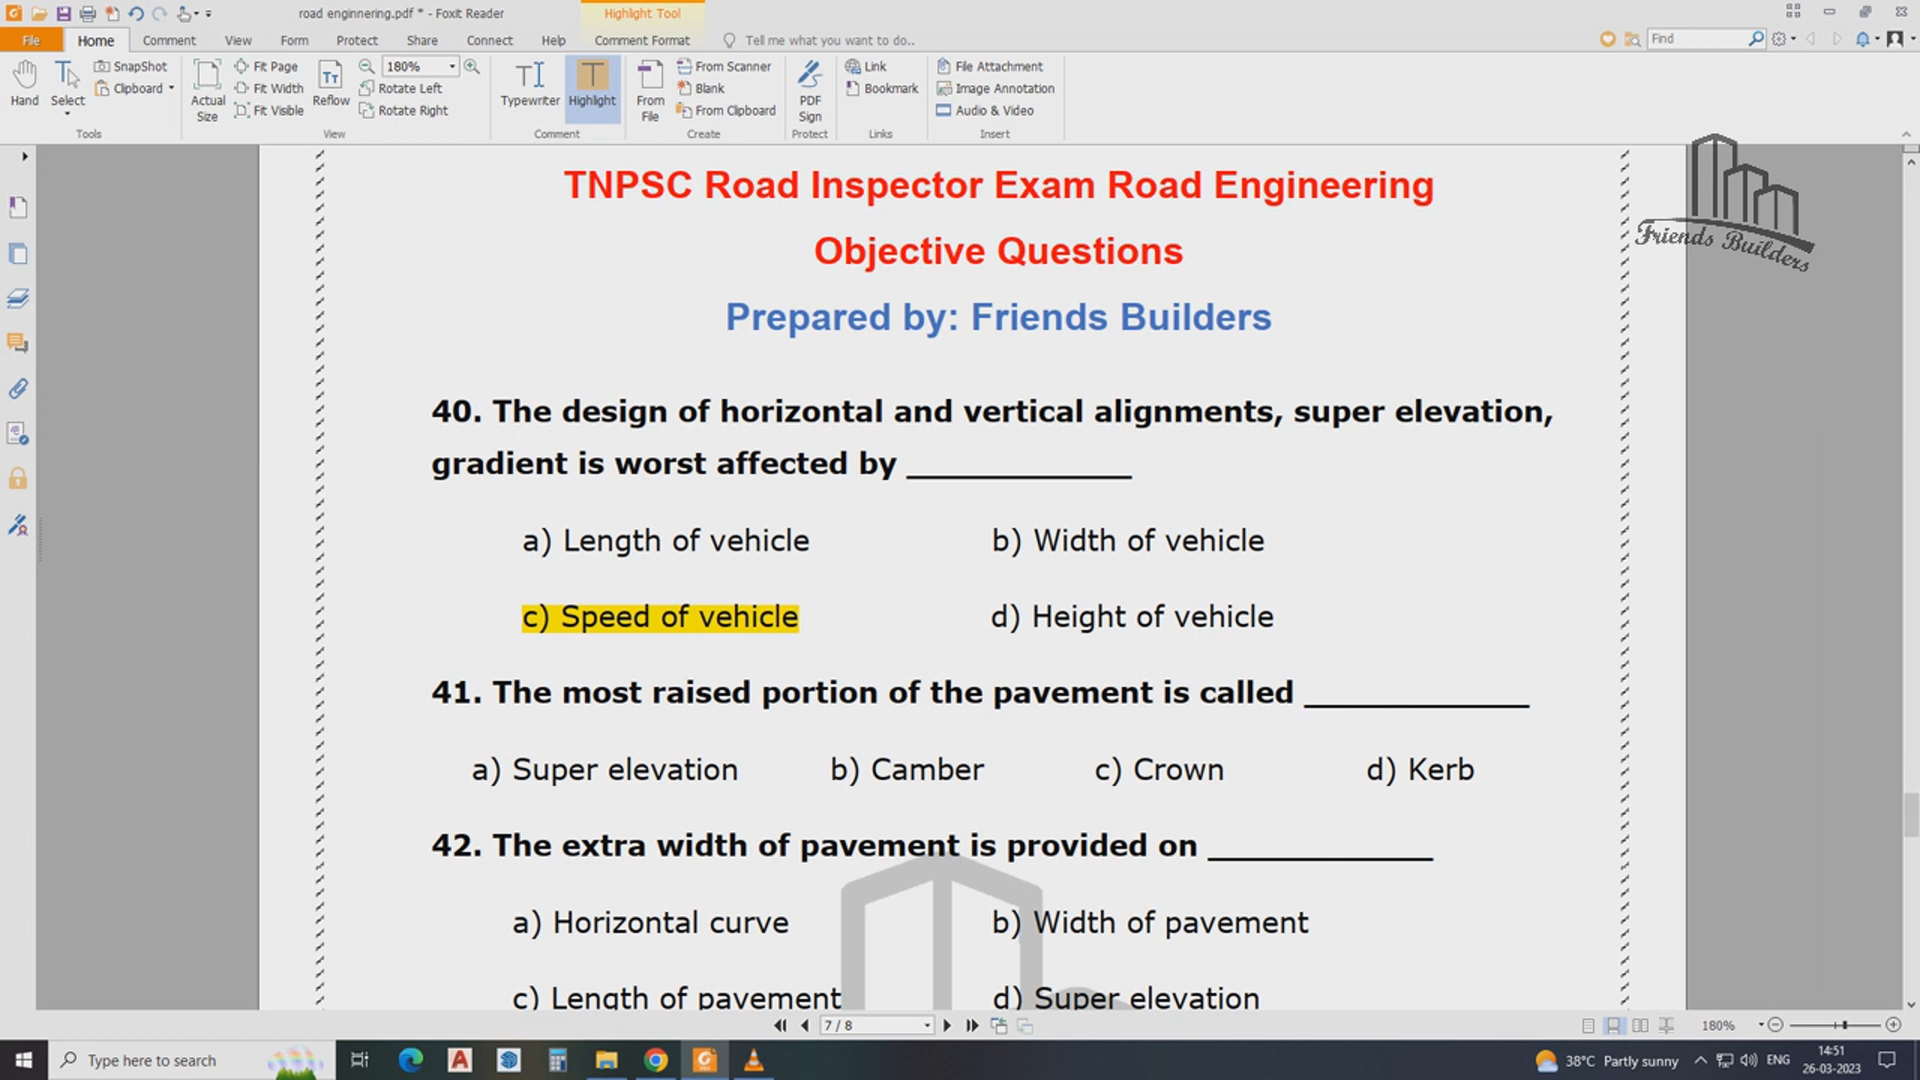 road enginnering.pdf * - Foxit Reader
Highlight Tool
File
Home
Comment
View
Form
Protect
Share
Connect
Help
Comment Format
Tell me what you want to do..
Find
Hand
Select
SnapShot
Clipboard
Tools
Actual Size
Fit Page
Fit Width
Fit Visible
Reflow
180%
Rotate Left
Rotate Right
View
Typewriter
Highlight
Comment
From File
From Scanner
Blank
From Clipboard
Create
PDF Sign
Protect
Link
Bookmark
Links
File Attachment
Image Annotation
Audio & Video
Insert
Friends Builders
TNPSC Road Inspector Exam Road Engineering
Objective Questions
Prepared by: Friends Builders
40. The design of horizontal and vertical alignments, super elevation,
gradient is worst affected by ____________
a) Length of vehicle b) Width of vehicle
c) Speed of vehicle d) Height of vehicle
41. The most raised portion of the pavement is called ____________
a) Super elevation b) Camber c) Crown d) Kerb
42. The extra width of pavement is provided on ____________
a) Horizontal curve b) Width of pavement
c) Length of pavement d) Super elevation
7 / 8
180%
Type here to search
38°C Partly sunny
ENG
14:51
26-03-2023